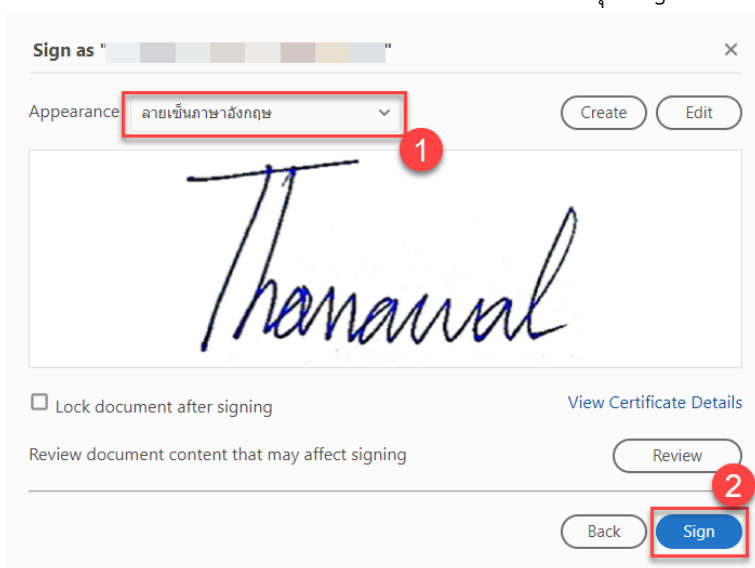 Sign as " "
Appearance ลายเซ็นภาษาอังกฤษ
Create Edit
1
Thanawal
Lock document after signing
View Certificate Details
Review document content that may affect signing
Review
2
Back Sign